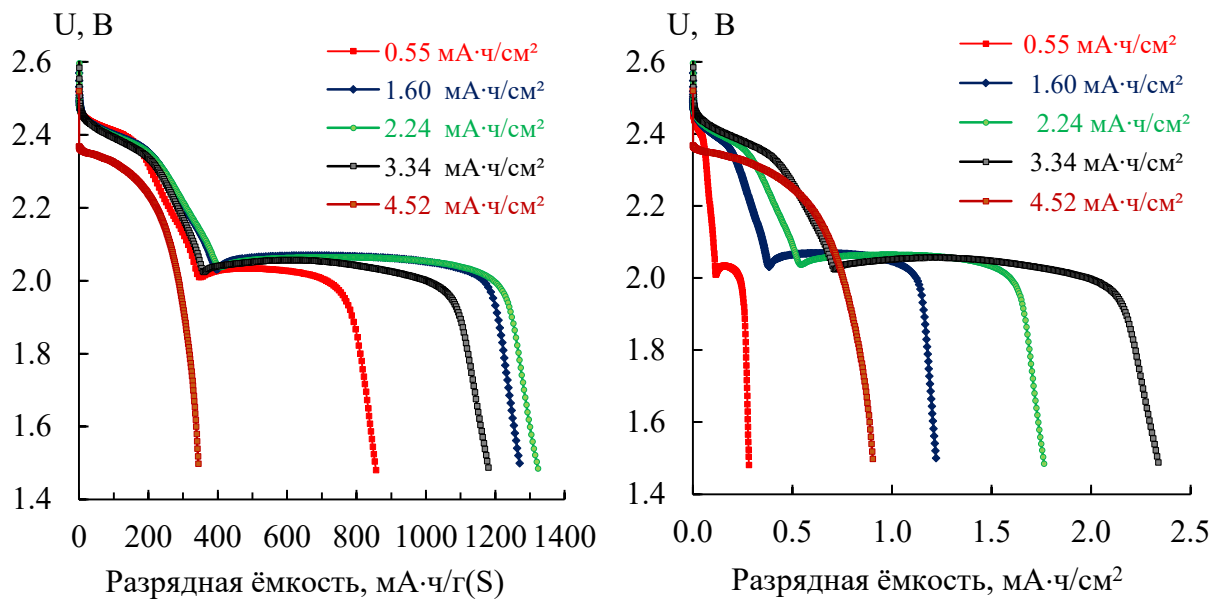 U, В
0.55 мА·ч/см²
1.60 мА·ч/см²
2.24 мА·ч/см²
3.34 мА·ч/см²
4.52 мА·ч/см²
2.6
2.4
2.2
2.0
1.8
1.6
1.4
0 200 400 600 800 1000 1200 1400
Разрядная ёмкость, мА·ч/г(S)
U, В
0.55 мА·ч/см²
1.60 мА·ч/см²
2.24 мА·ч/см²
3.34 мА·ч/см²
4.52 мА·ч/см²
2.6
2.4
2.2
2.0
1.8
1.6
1.4
0.0 0.5 1.0 1.5 2.0 2.5
Разрядная ёмкость, мА·ч/см²